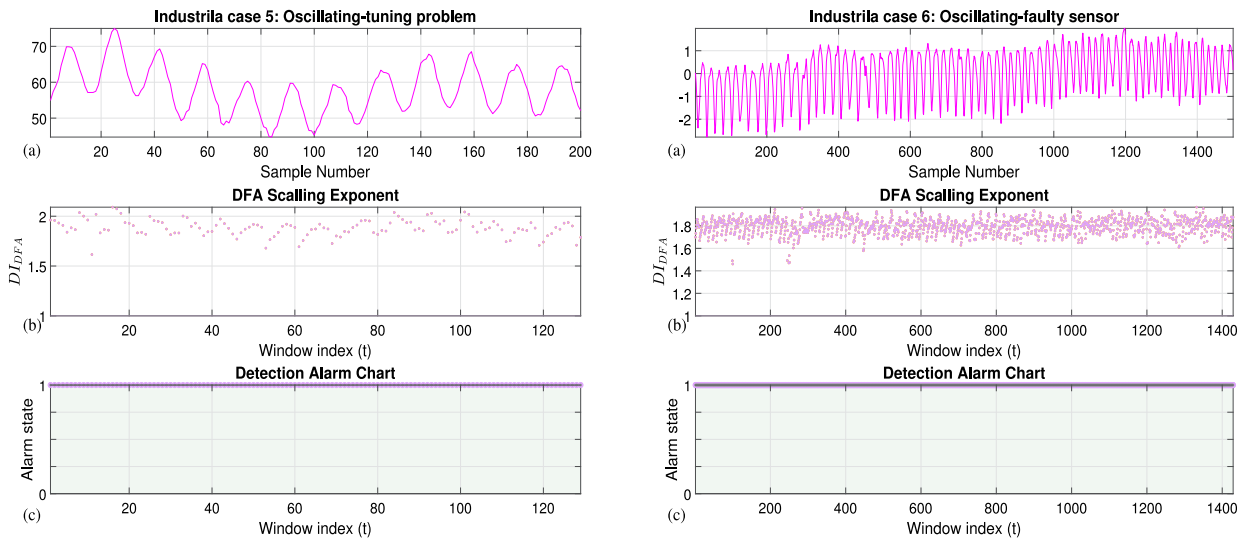 Industrila case 5: Oscillating-tuning problem
70
60
50
(a)
20 40 60 80 100 120 140 160 180 200
Sample Number
DFA Scalling Exponent
2
1.5
1
DI_DFA
(b)
20 40 60 80 100 120
Window index (t)
Detection Alarm Chart
1
0
Alarm state
(c)
20 40 60 80 100 120
Window index (t)
Industrila case 6: Oscillating-faulty sensor
1
0
-1
-2
(a)
200 400 600 800 1000 1200 1400
Sample Number
DFA Scalling Exponent
1.8
1.6
1.4
1.2
1
DI_DFA
(b)
200 400 600 800 1000 1200 1400
Window index (t)
Detection Alarm Chart
1
0
Alarm state
(c)
200 400 600 800 1000 1200 1400
Window index (t)